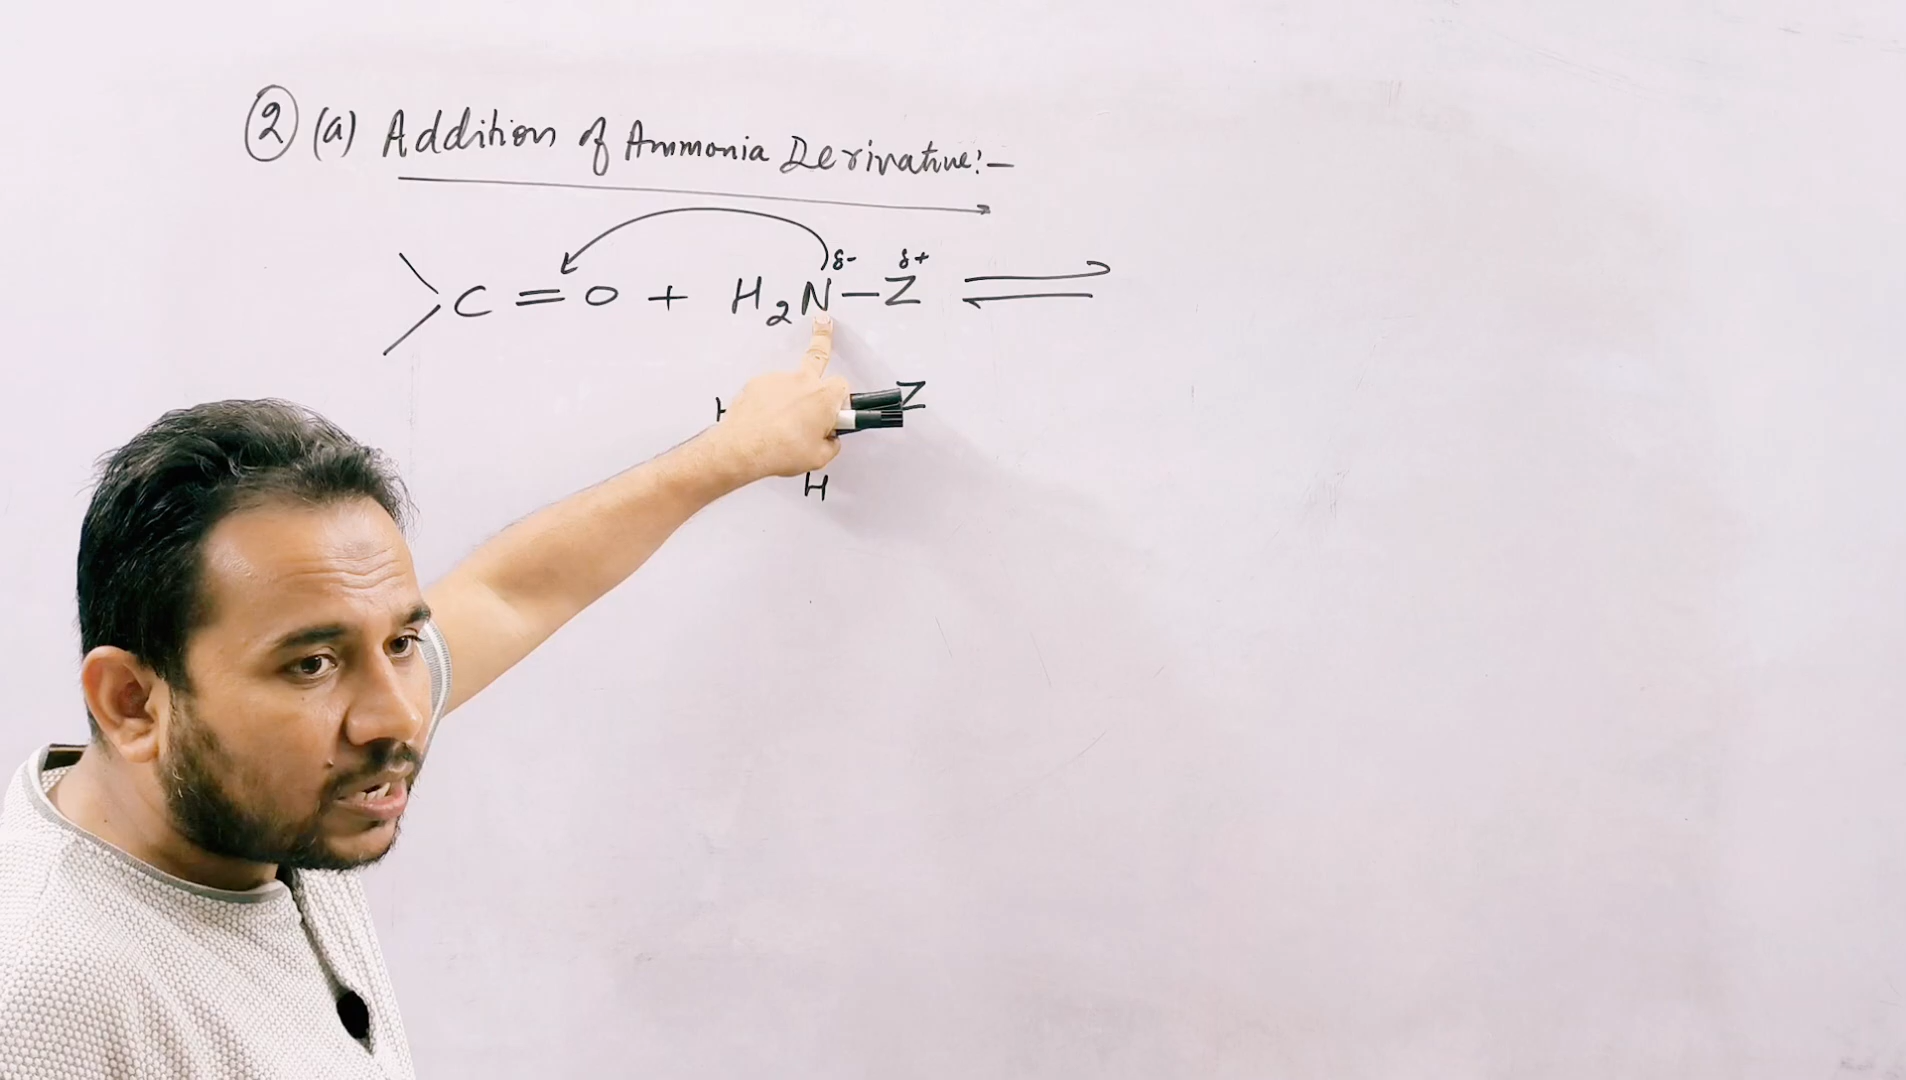 ② (a) Addition of Ammonia Derivative:-
C = O + H₂N - Z ⇌
δ- δ+
H Z
H